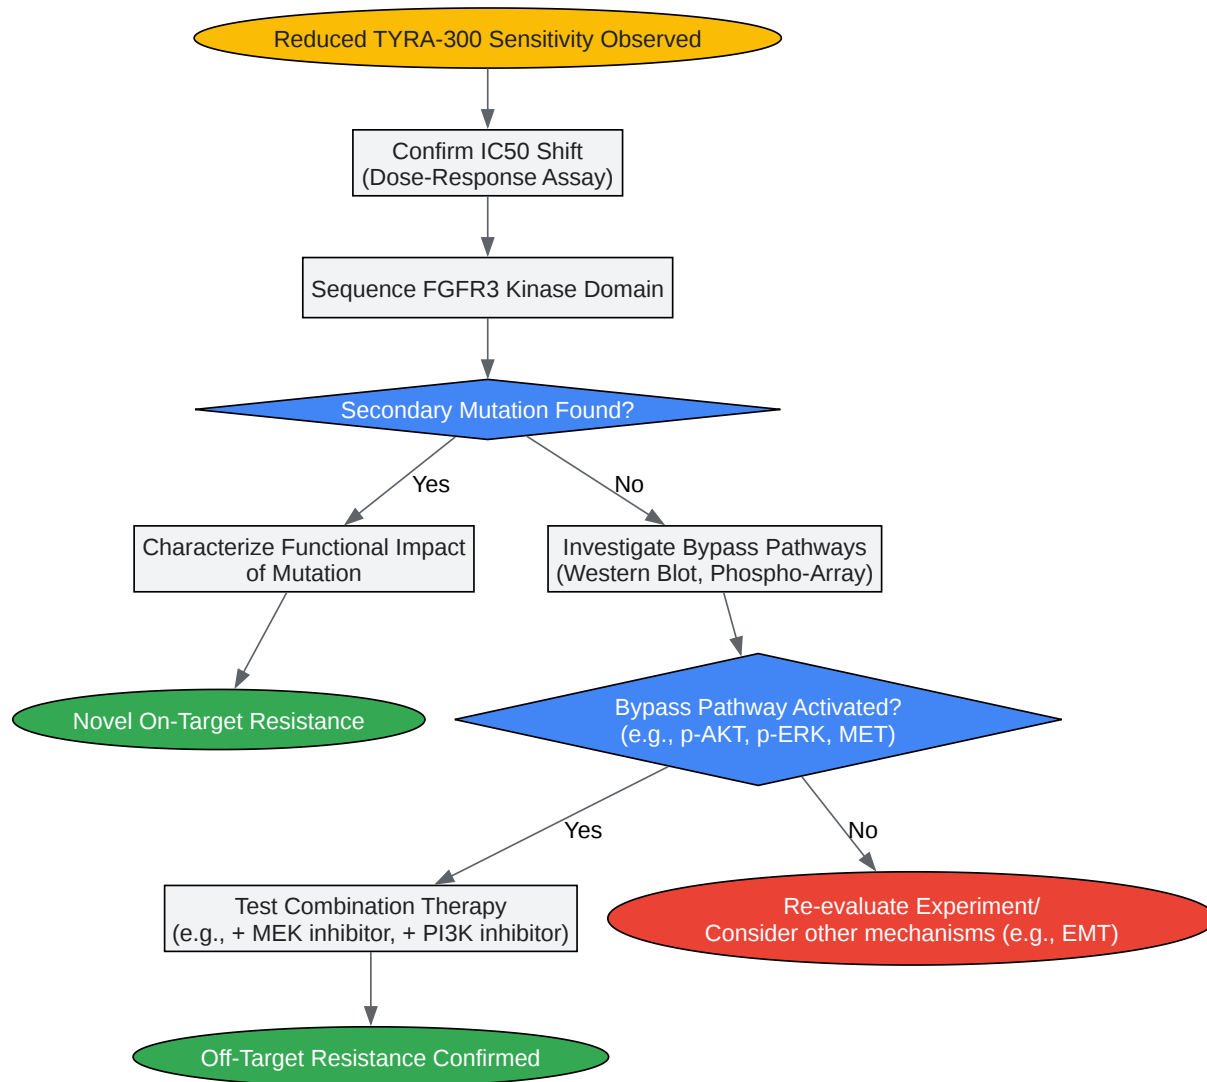 Reduced TYRA-300 Sensitivity Observed
Confirm IC50 Shift
(Dose-Response Assay)
Sequence FGFR3 Kinase Domain
Secondary Mutation Found?
Yes
No
Characterize Functional Impact
of Mutation
Investigate Bypass Pathways
(Western Blot, Phospho-Array)
Novel On-Target Resistance
Bypass Pathway Activated?
(e.g., p-AKT, p-ERK, MET)
Yes
No
Test Combination Therapy
(e.g., + MEK inhibitor, + PI3K inhibitor)
Re-evaluate Experiment/
Consider other mechanisms (e.g., EMT)
Off-Target Resistance Confirmed